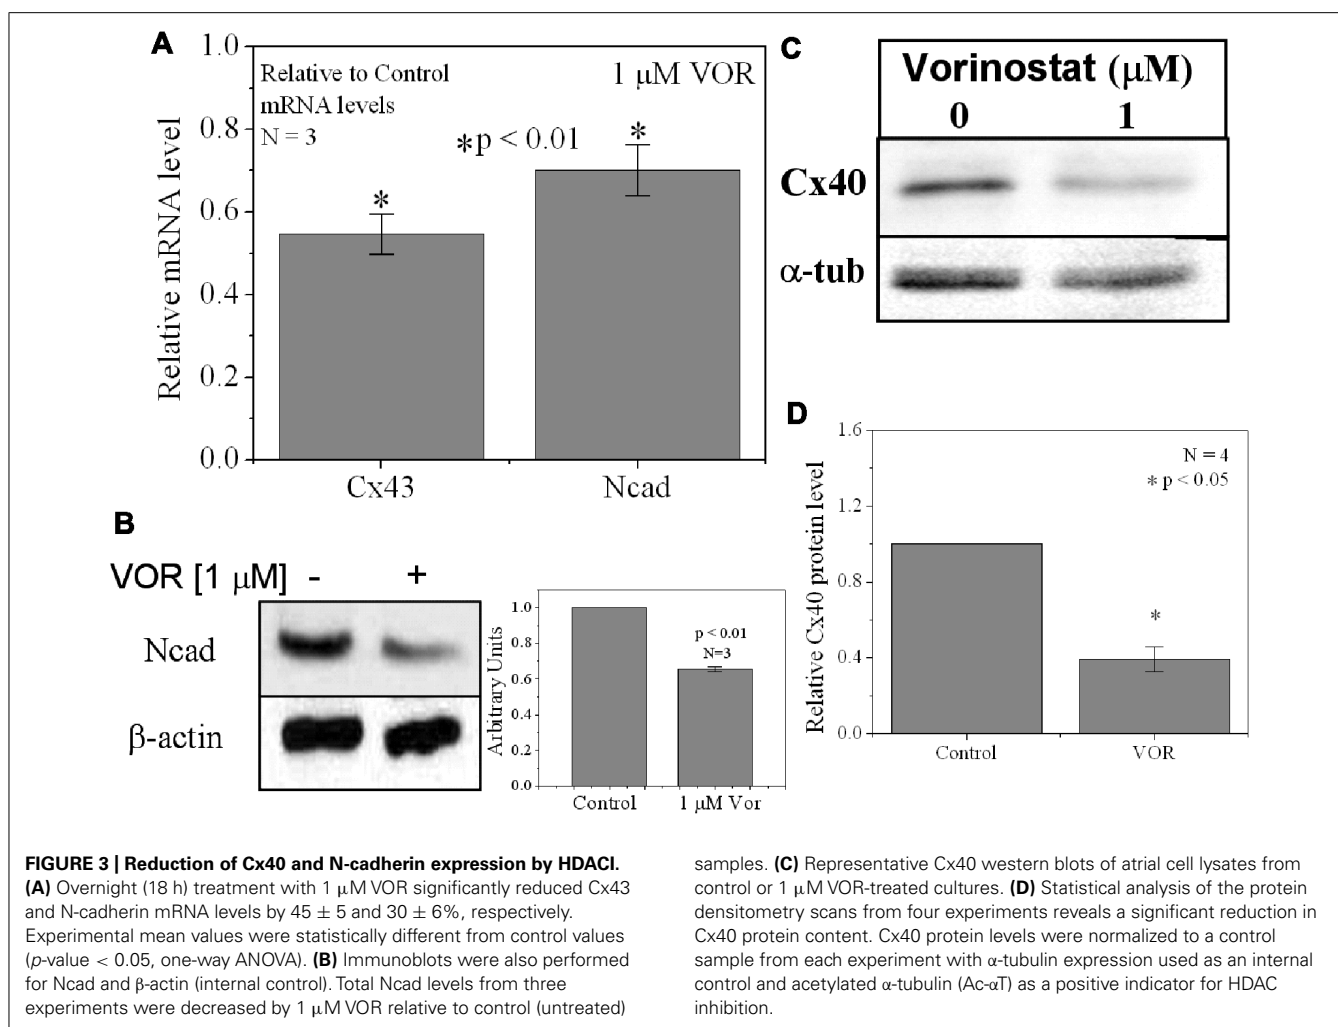 A
1.0
0.8
0.6
0.4
0.2
0.0
Relative mRNA level
Relative to Control
mRNA levels
N = 3
1 μM VOR
*p < 0.01
*
*
Cx43
Ncad
B
VOR [1 μM] - +
Ncad
β-actin
Arbitrary Units
1.0
0.8
0.6
0.4
0.2
0.0
p < 0.01
N=3
Control
1 μM Vor
C
Vorinostat (μM)
0 1
Cx40
α-tub
D
1.6
1.2
0.8
0.4
0.0
Relative Cx40 protein level
N = 4
* p < 0.05
*
Control
VOR
FIGURE 3 | Reduction of Cx40 and N-cadherin expression by HDACI.
(A) Overnight (18 h) treatment with 1 μM VOR significantly reduced Cx43
and N-cadherin mRNA levels by 45 ± 5 and 30 ± 6%, respectively.
Experimental mean values were statistically different from control values
(p-value < 0.05, one-way ANOVA). (B) Immunoblots were also performed
for Ncad and β-actin (internal control). Total Ncad levels from three
experiments were decreased by 1 μM VOR relative to control (untreated)
samples. (C) Representative Cx40 western blots of atrial cell lysates from
control or 1 μM VOR-treated cultures. (D) Statistical analysis of the protein
densitometry scans from four experiments reveals a significant reduction in
Cx40 protein content. Cx40 protein levels were normalized to a control
sample from each experiment with α-tubulin expression used as an internal
control and acetylated α-tubulin (Ac-αT) as a positive indicator for HDAC
inhibition.